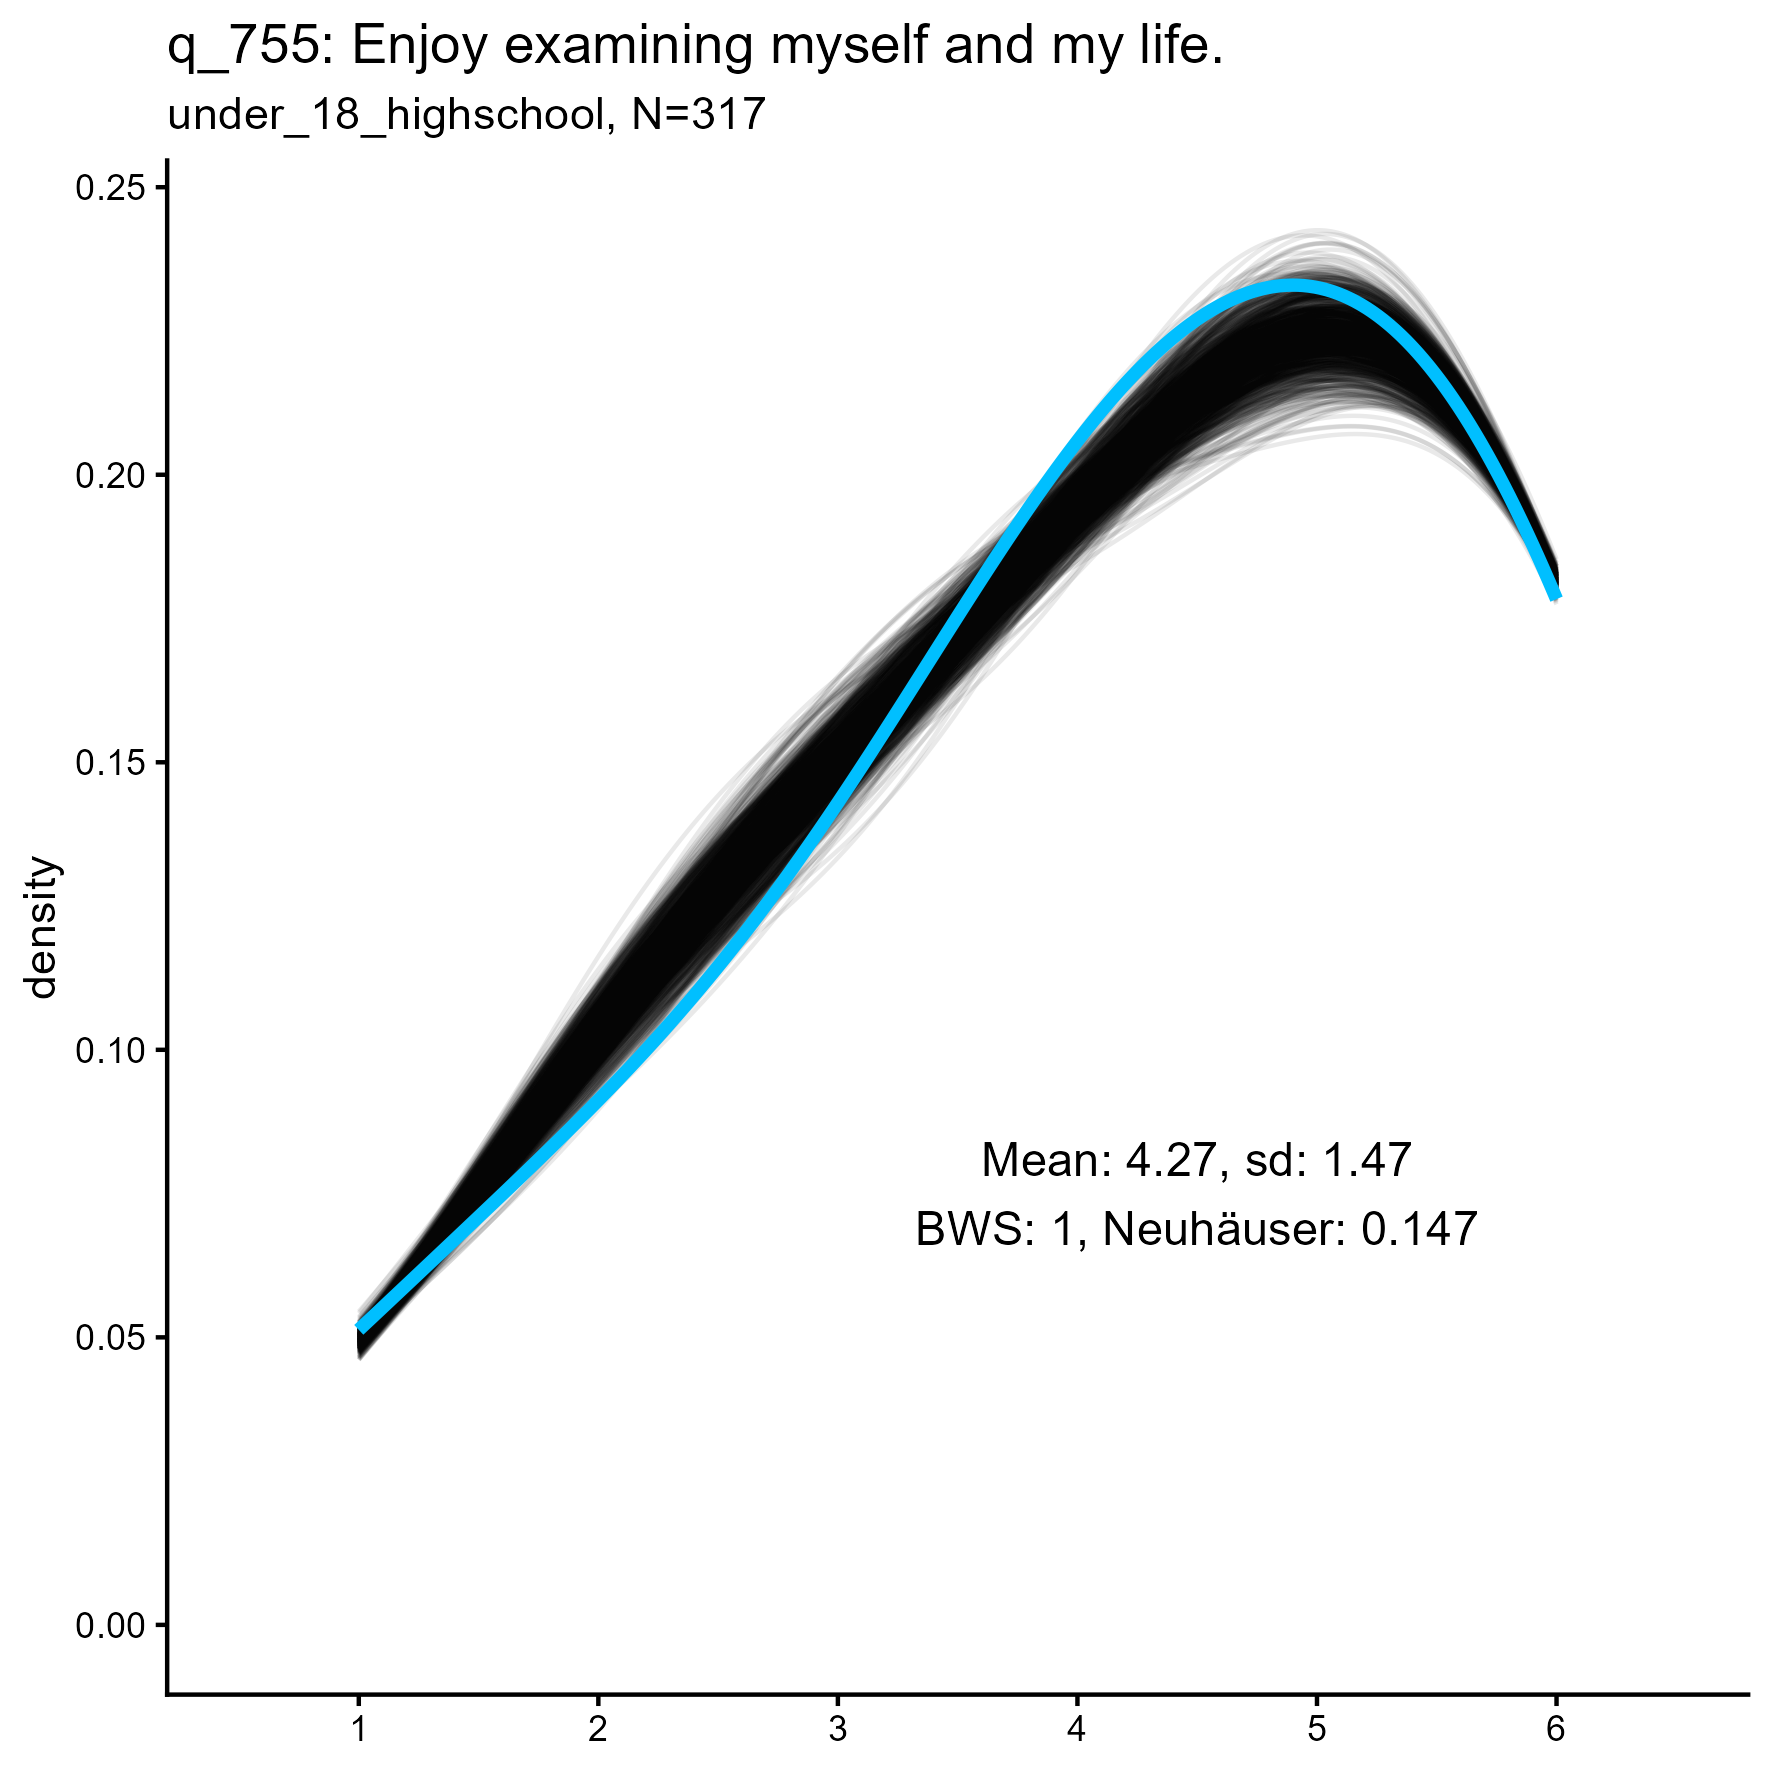 q_755: Enjoy examining myself and my life.
under_18_highschool, N=317
0.25
0.20
0.15
0.10
0.05
0.00
density
Mean: 4.27, sd: 1.47
BWS: 1, Neuhäuser: 0.147
1 2 3 4 5 6